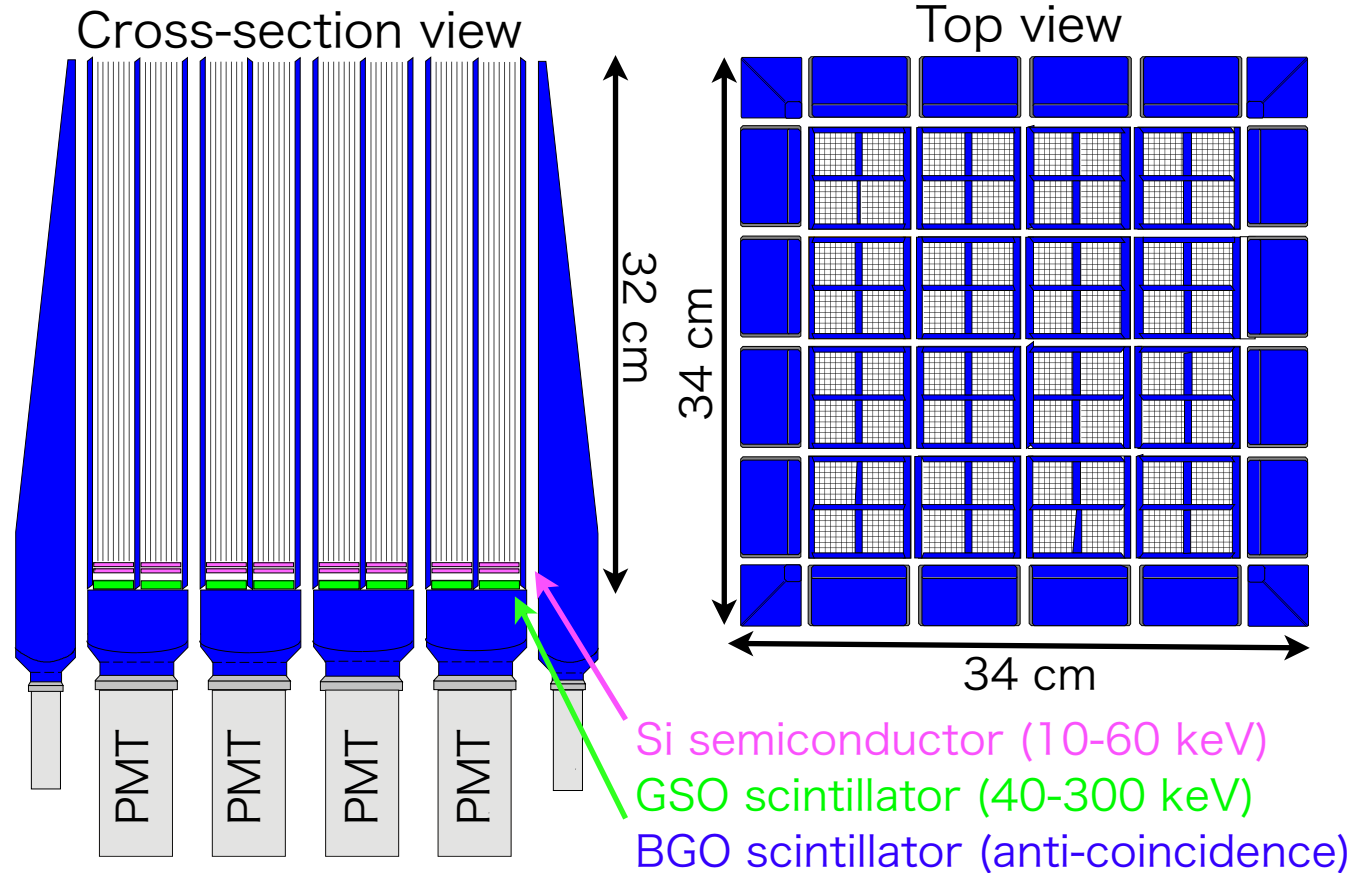 Cross-section view
Top view
32 cm
34 cm
34 cm
PMT
PMT
PMT
PMT
Si semiconductor (10-60 keV)
GSO scintillator (40-300 keV)
BGO scintillator (anti-coincidence)